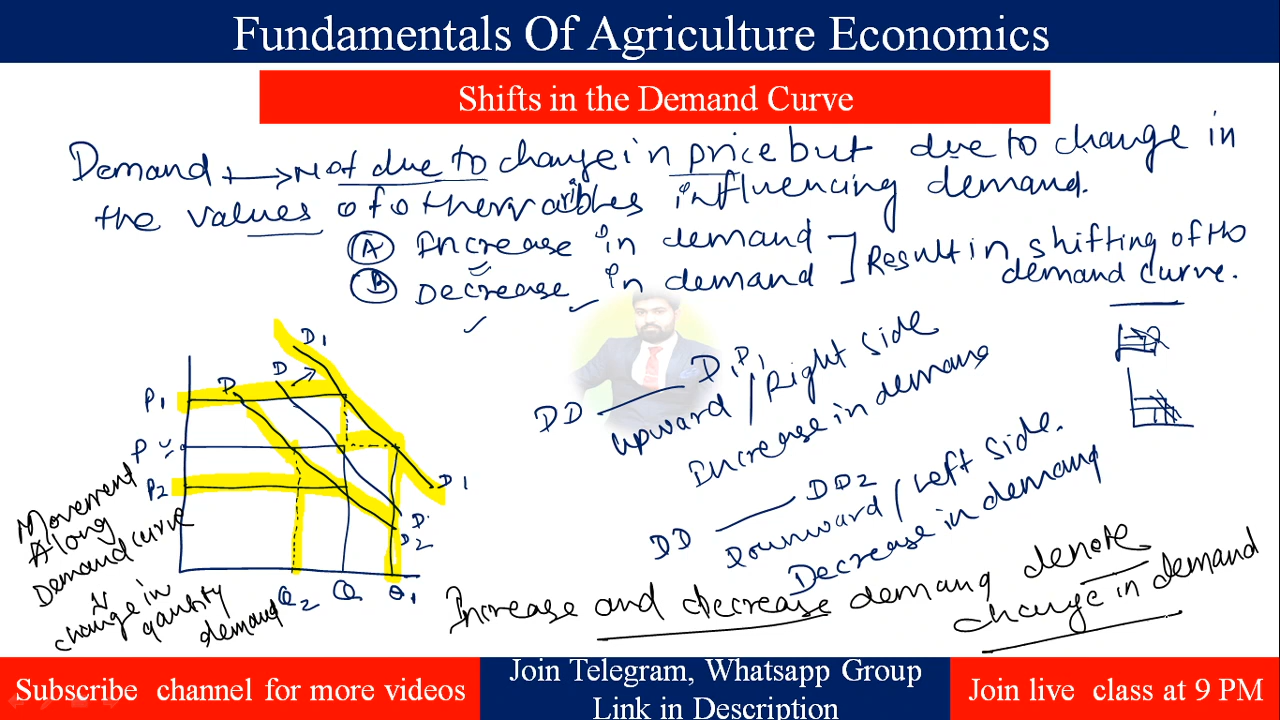 Fundamentals Of Agriculture Economics
Shifts in the Demand Curve
Demand → Not due to change in price but due to change in
the values of other variables influencing demand.
(A) Increase in demand
(B) Decrease in demand
] Result in shifting of the
demand curve.
DD — D1D1
upward / Right side
Increase in demand
DD — DD2
Downward / Left side.
Decrease in demang
D1
D
D
P1
P
P2
D1
D
D2
Q2 Q Q1
Movement
Along
Demand curve
change in
quantity
demand
Increase and decrease demang denote
change in demand
Subscribe channel for more videos
Join Telegram, Whatsapp Group
Link in Description
Join live class at 9 PM